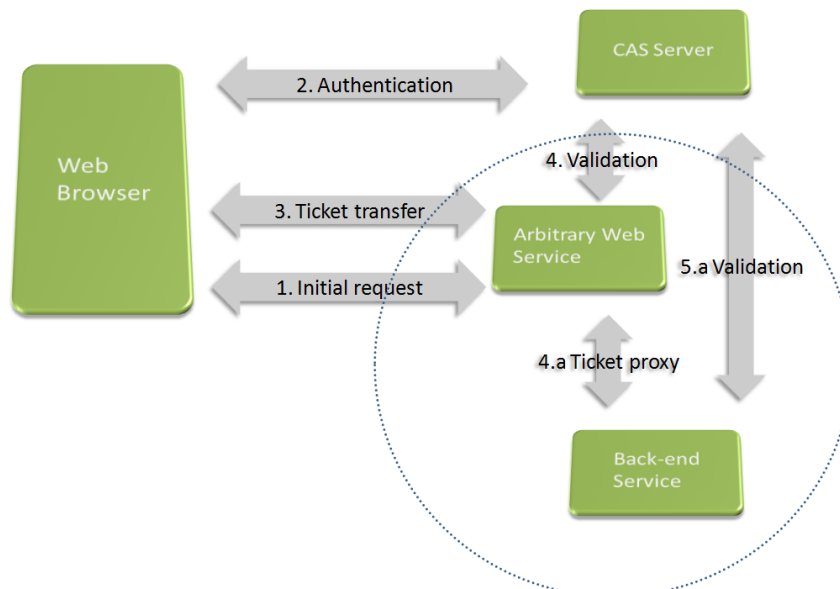 CAS Server
2. Authentication
Web
Browser
4. Validation
3. Ticket transfer
Arbitrary Web
Service
5.a Validation
1. Initial request
4.a Ticket proxy
Back-end
Service